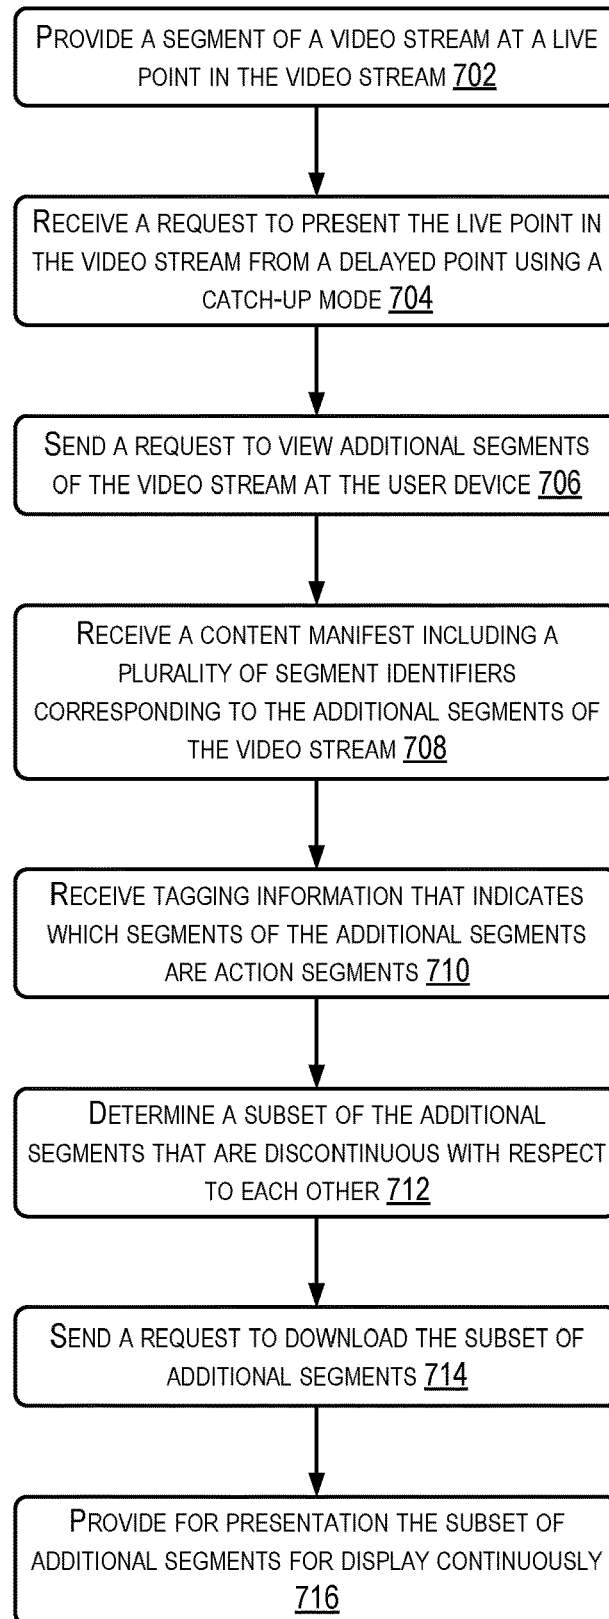 PROVIDE A SEGMENT OF A VIDEO STREAM AT A LIVE
POINT IN THE VIDEO STREAM 702
RECEIVE A REQUEST TO PRESENT THE LIVE POINT IN
THE VIDEO STREAM FROM A DELAYED POINT USING A
CATCH-UP MODE 704
SEND A REQUEST TO VIEW ADDITIONAL SEGMENTS
OF THE VIDEO STREAM AT THE USER DEVICE 706
RECEIVE A CONTENT MANIFEST INCLUDING A
PLURALITY OF SEGMENT IDENTIFIERS
CORRESPONDING TO THE ADDITIONAL SEGMENTS OF
THE VIDEO STREAM 708
RECEIVE TAGGING INFORMATION THAT INDICATES
WHICH SEGMENTS OF THE ADDITIONAL SEGMENTS
ARE ACTION SEGMENTS 710
DETERMINE A SUBSET OF THE ADDITIONAL
SEGMENTS THAT ARE DISCONTINUOUS WITH RESPECT
TO EACH OTHER 712
SEND A REQUEST TO DOWNLOAD THE SUBSET OF
ADDITIONAL SEGMENTS 714
PROVIDE FOR PRESENTATION THE SUBSET OF
ADDITIONAL SEGMENTS FOR DISPLAY CONTINUOUSLY
716